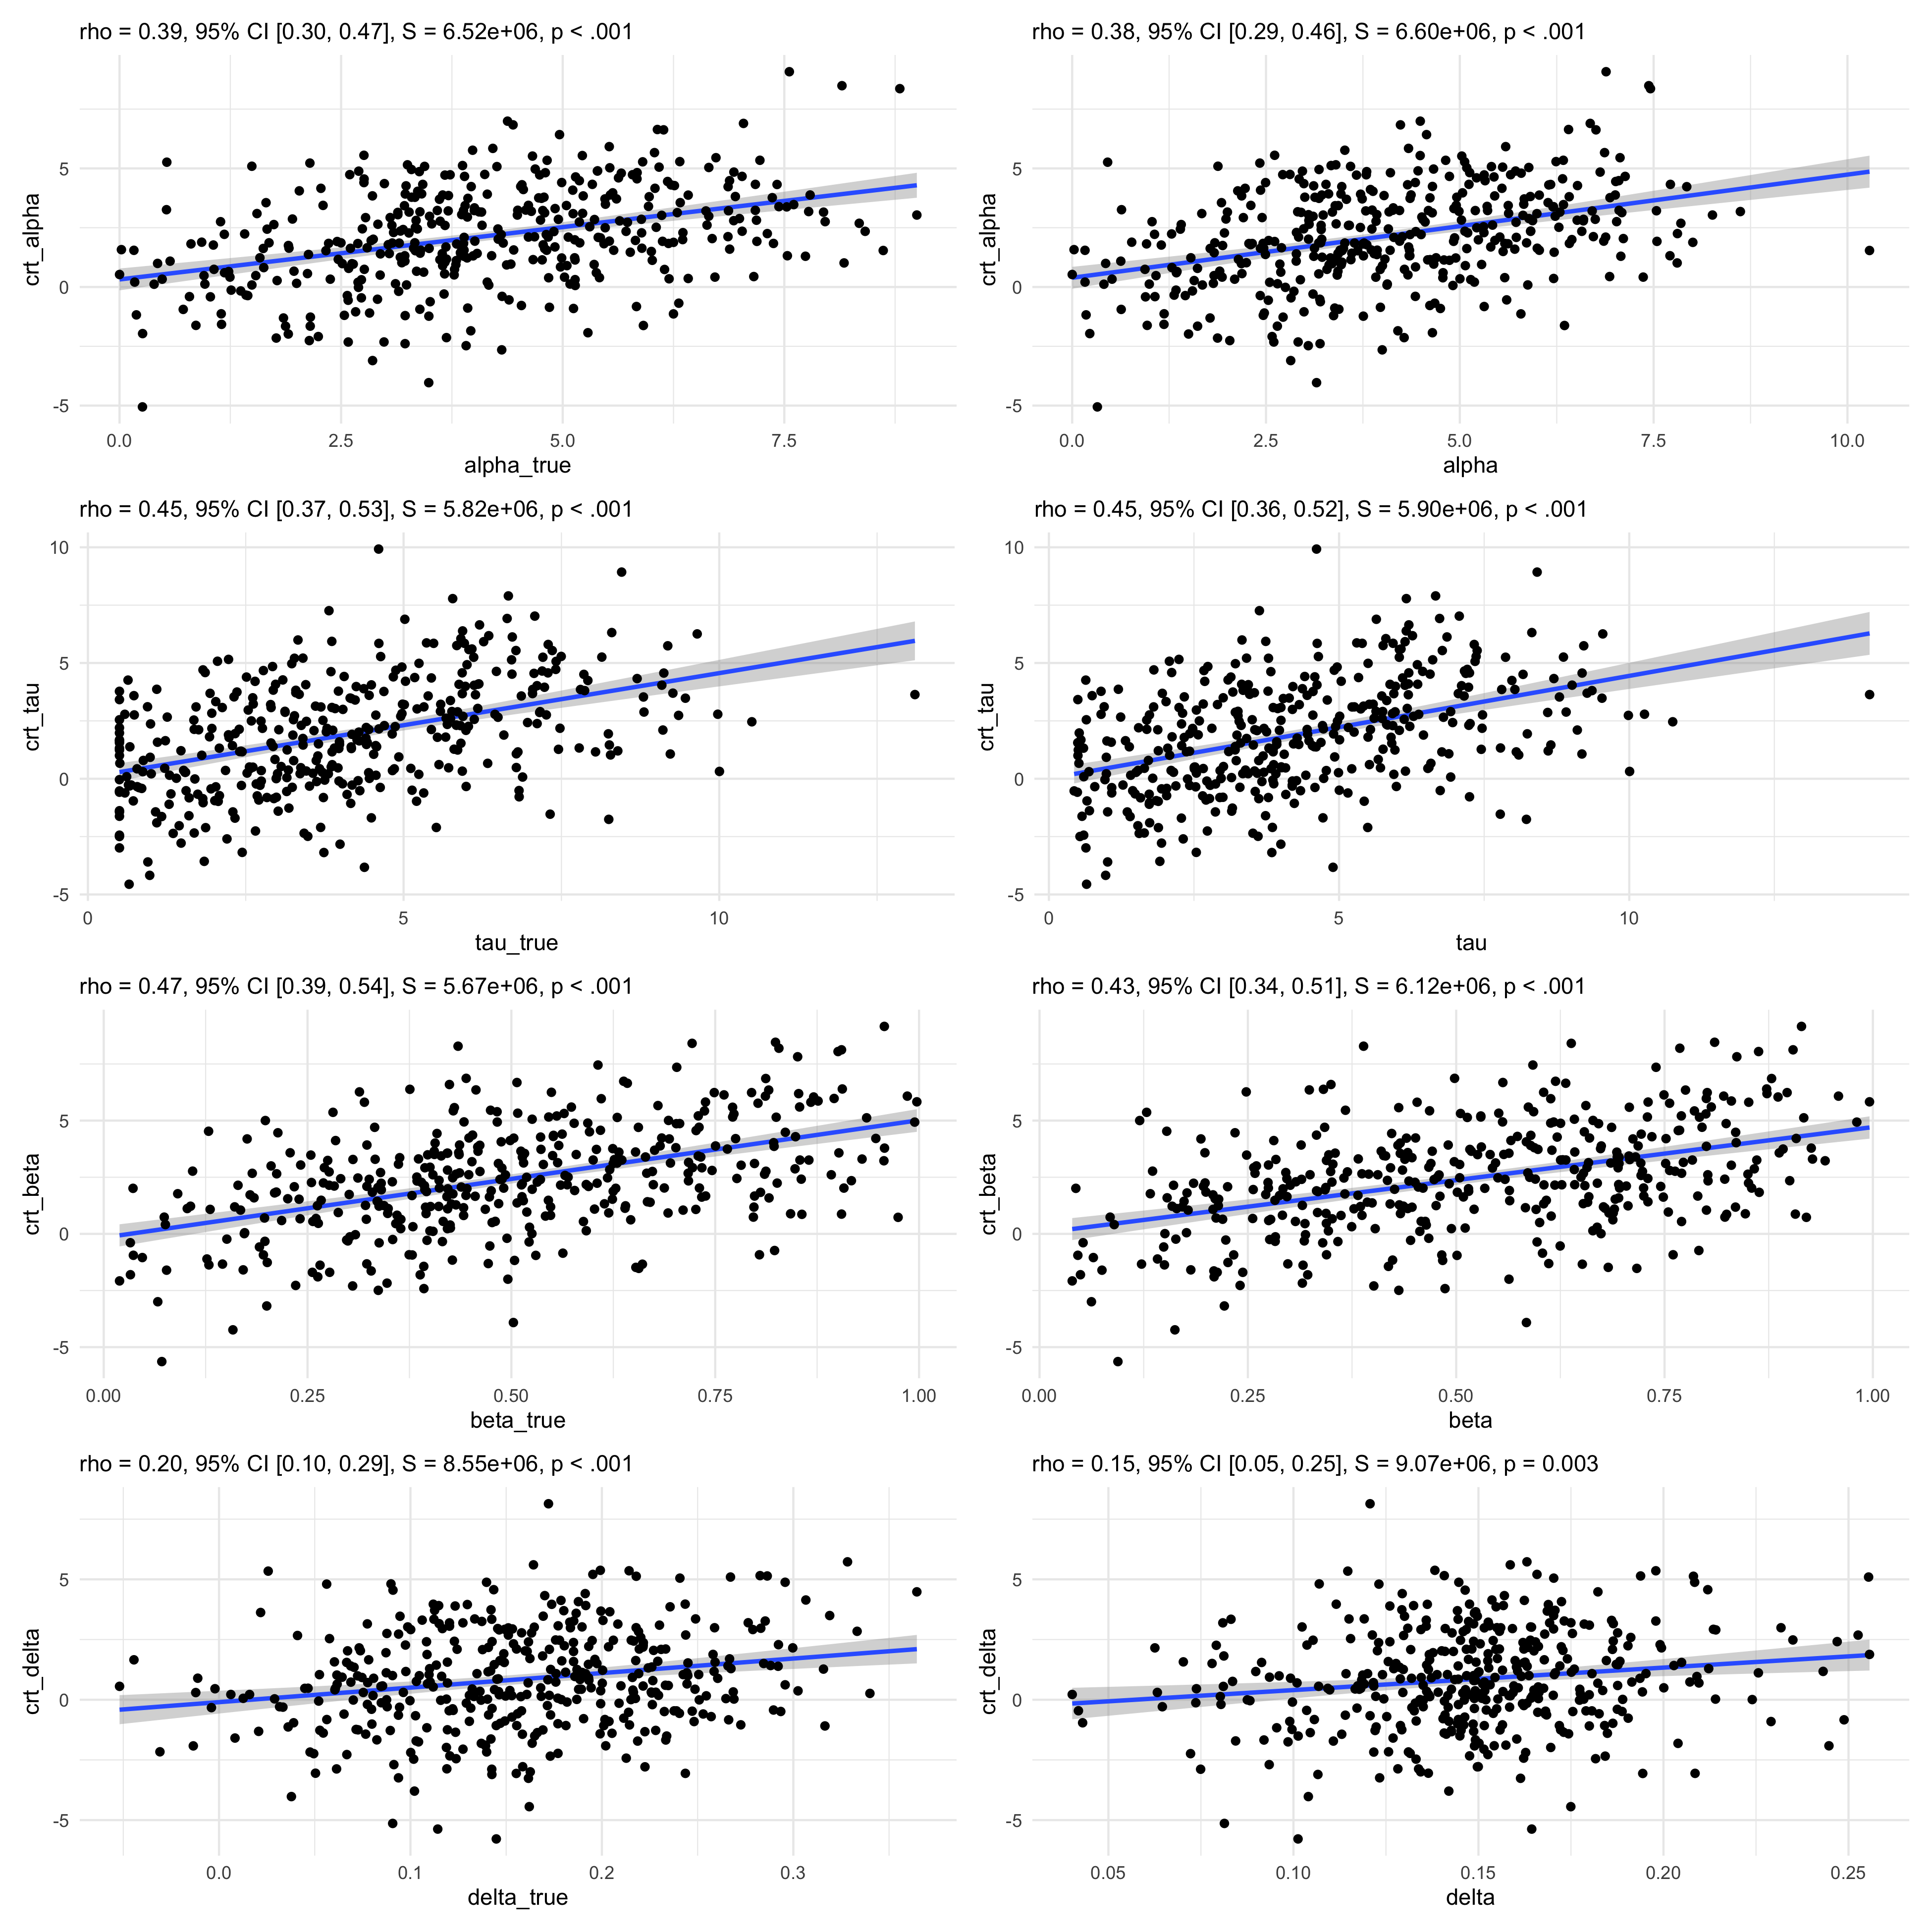 rho = 0.39, 95% CI [0.30, 0.47], S = 6.52e+06, p < .001
crt_alpha
5
0
-5
0.0 2.5 5.0 7.5
alpha_true
rho = 0.38, 95% CI [0.29, 0.46], S = 6.60e+06, p < .001
crt_alpha
5
0
-5
0.0 2.5 5.0 7.5 10.0
alpha
rho = 0.45, 95% CI [0.37, 0.53], S = 5.82e+06, p < .001
crt_tau
10
5
0
-5
0 5 10
tau_true
rho = 0.45, 95% CI [0.36, 0.52], S = 5.90e+06, p < .001
crt_tau
10
5
0
-5
0 5 10
tau
rho = 0.47, 95% CI [0.39, 0.54], S = 5.67e+06, p < .001
crt_beta
5
0
-5
0.00 0.25 0.50 0.75 1.00
beta_true
rho = 0.43, 95% CI [0.34, 0.51], S = 6.12e+06, p < .001
crt_beta
5
0
-5
0.00 0.25 0.50 0.75 1.00
beta
rho = 0.20, 95% CI [0.10, 0.29], S = 8.55e+06, p < .001
crt_delta
5
0
-5
0.0 0.1 0.2 0.3
delta_true
rho = 0.15, 95% CI [0.05, 0.25], S = 9.07e+06, p = 0.003
crt_delta
5
0
-5
0.05 0.10 0.15 0.20 0.25
delta